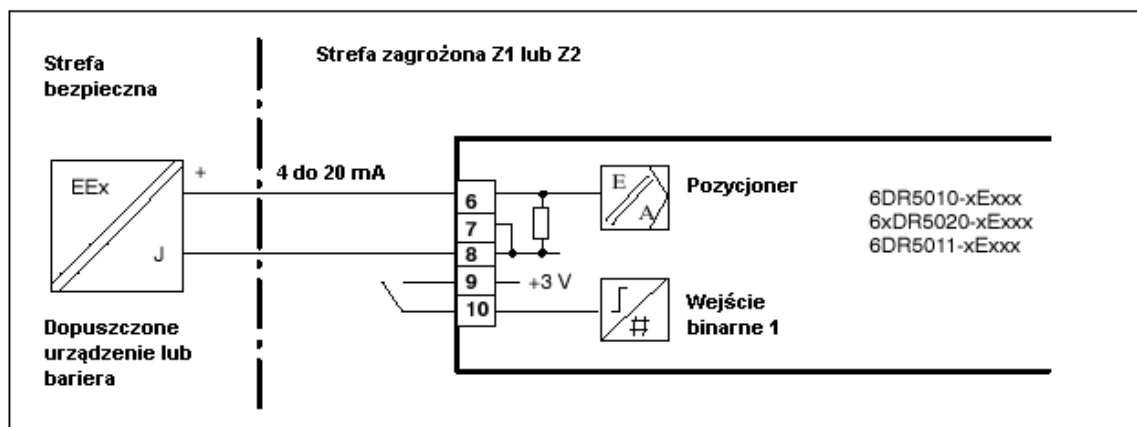 Strefa
bezpieczna
Strefa zagrożona Z1 lub Z2
EEx
+
J
4 do 20 mA
6
7
8
9
10
+3 V
E
A
Pozycjoner
6DR5010-xExxx
6xDR5020-xExxx
6DR5011-xExxx
Wejście
binarne 1
Dopuszczone
urządzenie lub
bariera